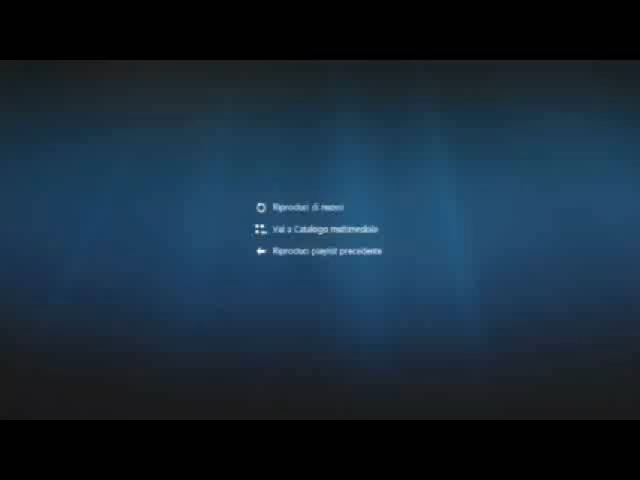 Riproduci di nuovo
Vai a Catalogo multimediale
Riproduci playlist precedente